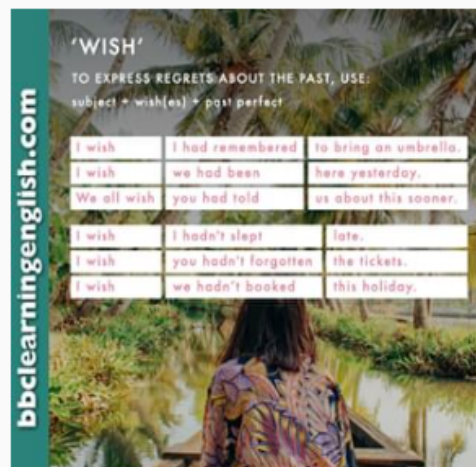 bbclearningenglish.com
‘WISH’
TO EXPRESS REGRETS ABOUT THE PAST, USE:
subject + wish(es) + past perfect
I wish I had remembered to bring an umbrella.
I wish we had been here yesterday.
We all wish you had told us about this sooner.
I wish I hadn't slept late.
I wish you hadn't forgotten the tickets.
I wish we hadn't booked this holiday.